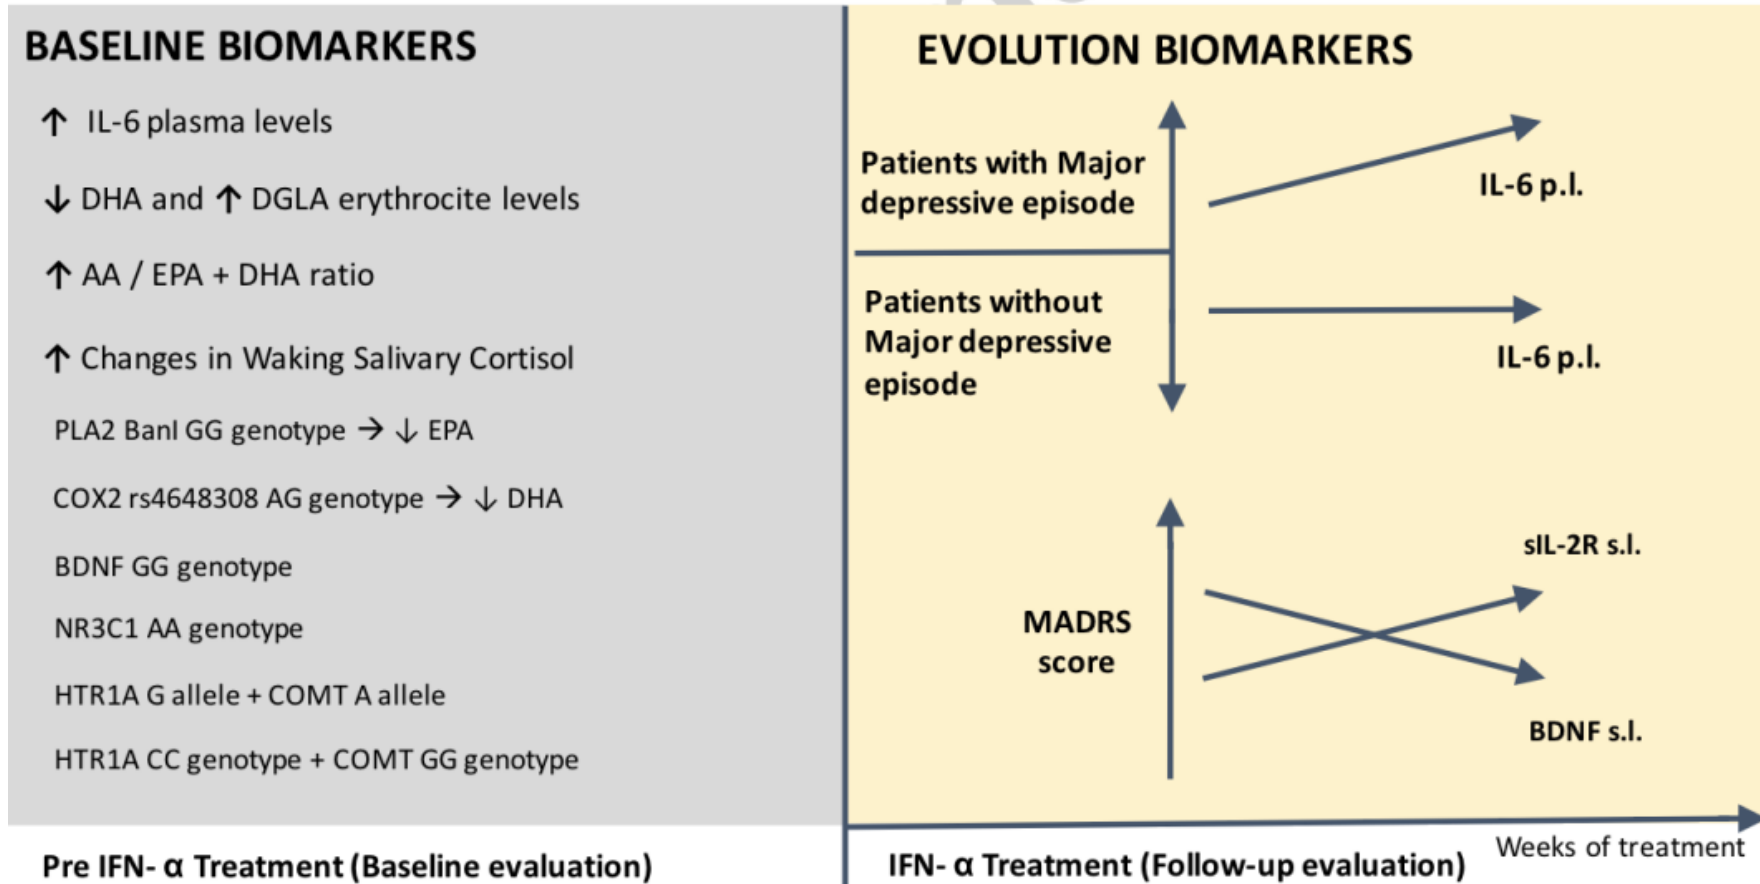 BASELINE BIOMARKERS
↑ IL-6 plasma levels
↓ DHA and ↑ DGLA erythrocite levels
↑ AA / EPA + DHA ratio
↑ Changes in Waking Salivary Cortisol
PLA2 BanI GG genotype → ↓ EPA
COX2 rs4648308 AG genotype → ↓ DHA
BDNF GG genotype
NR3C1 AA genotype
HTR1A G allele + COMT A allele
HTR1A CC genotype + COMT GG genotype
Pre IFN- α Treatment (Baseline evaluation)
EVOLUTION BIOMARKERS
Patients with Major
depressive episode
IL-6 p.l.
Patients without
Major depressive
episode
IL-6 p.l.
MADRS
score
sIL-2R s.l.
BDNF s.l.
Weeks of treatment
IFN- α Treatment (Follow-up evaluation)